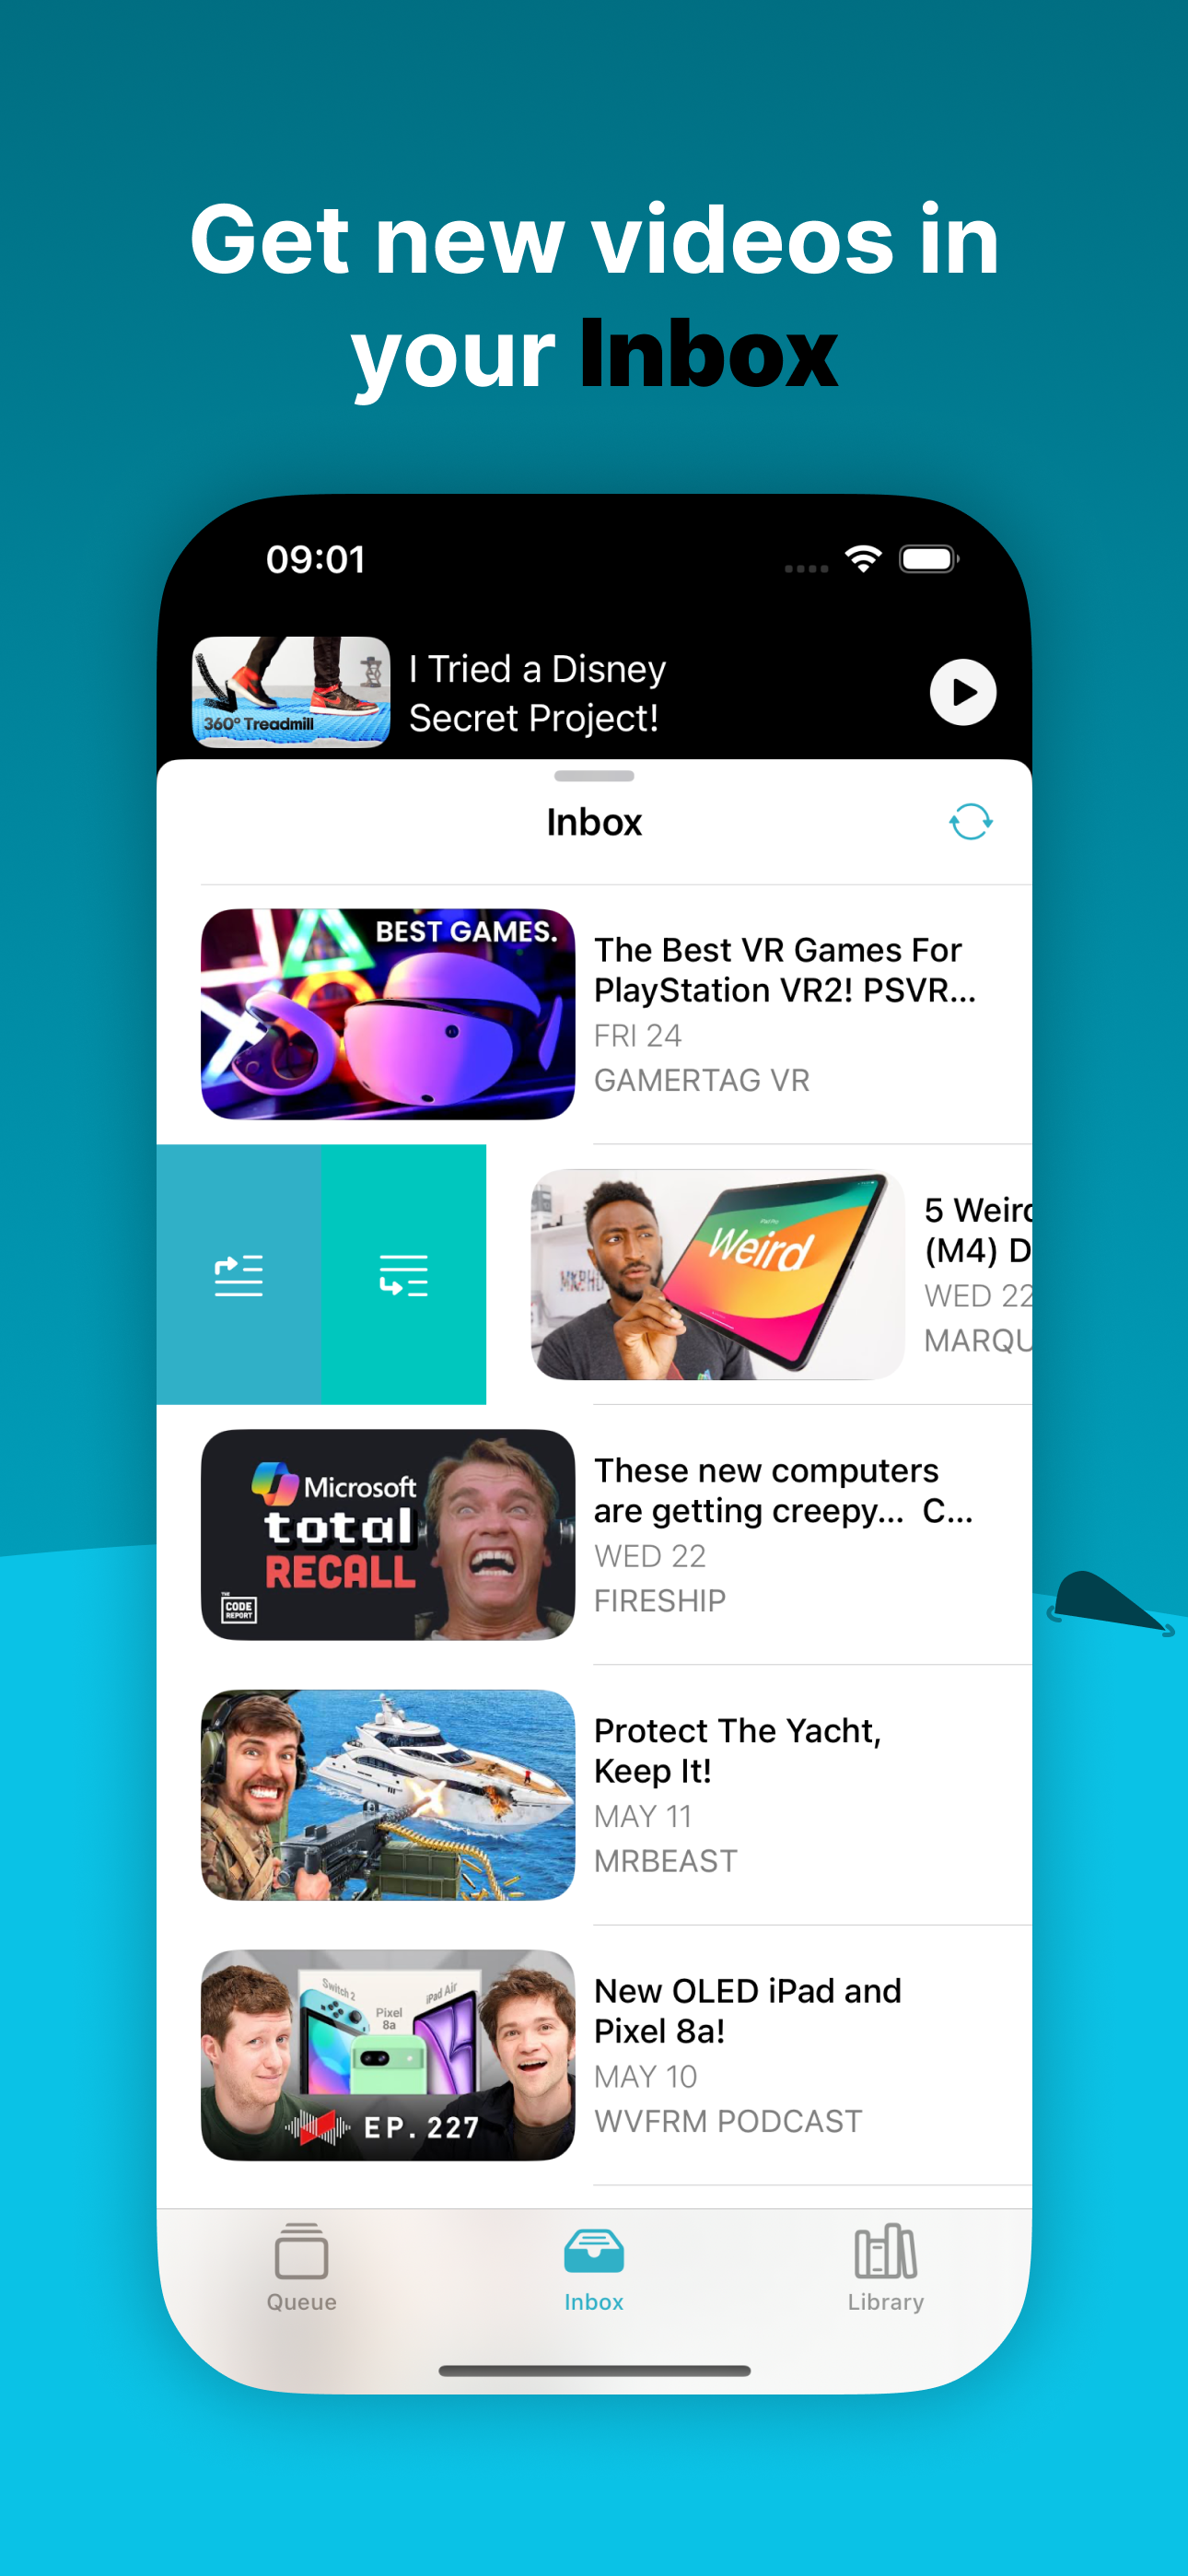 Get new videos in
your Inbox
09:01
360° Treadmill
I Tried a Disney
Secret Project!
Inbox
BEST GAMES.
The Best VR Games For
PlayStation VR2! PSVR...
FRI 24
GAMERTAG VR
Weird
5 Weird
(M4) D
WED 22
MARQU
Microsoft
total
RECALL
THE
CODE
REPORT
These new computers
are getting creepy... C...
WED 22
FIRESHIP
Protect The Yacht,
Keep It!
MAY 11
MRBEAST
Switch 2
Pixel
8a
iPad Air
EP. 227
New OLED iPad and
Pixel 8a!
MAY 10
WVFRM PODCAST
Queue
Inbox
Library